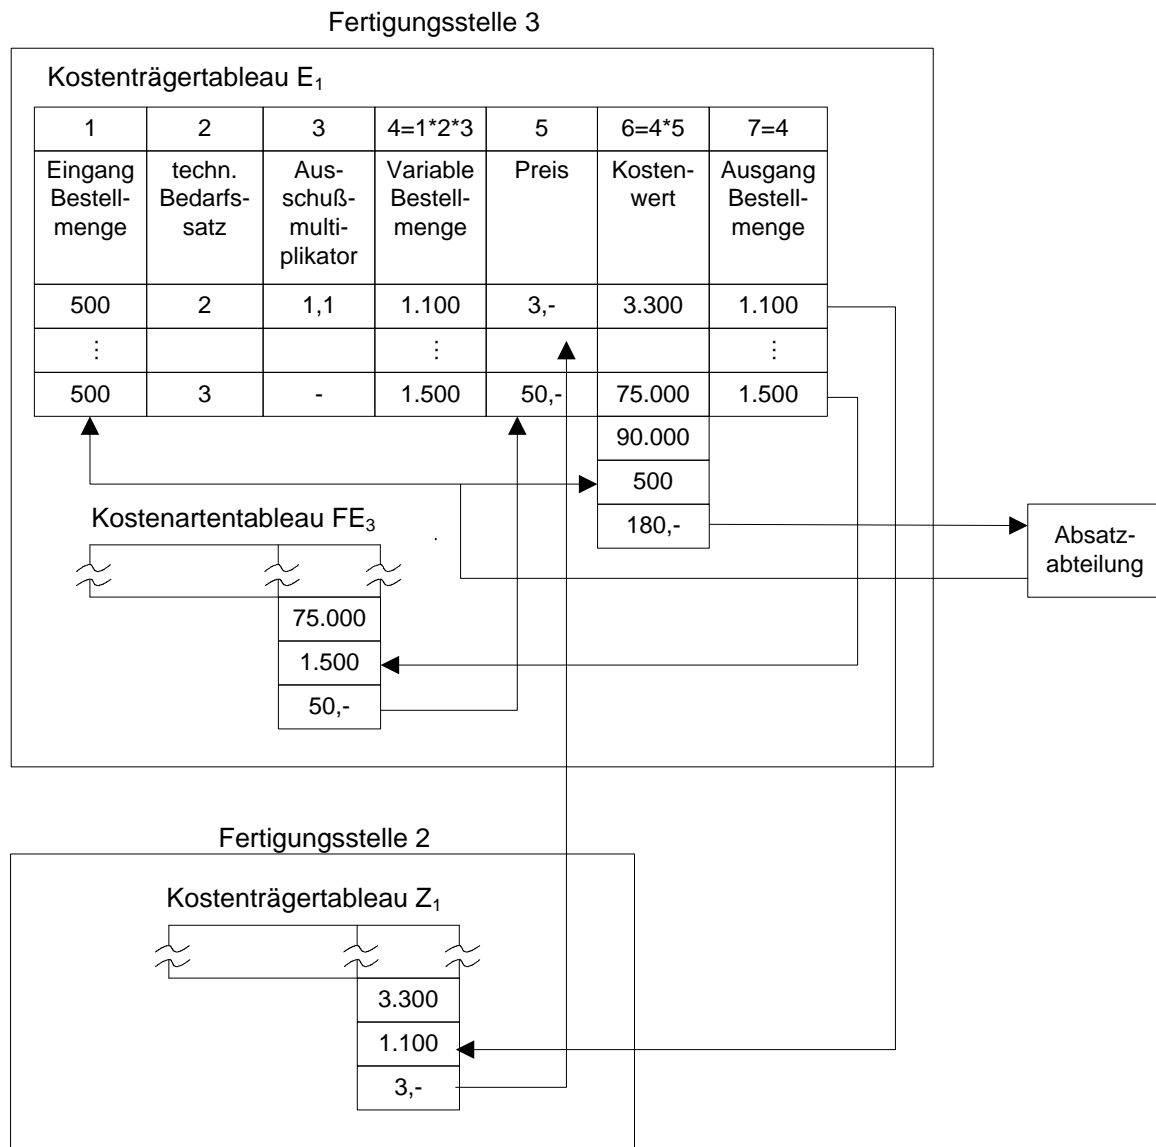 Fertigungsstelle 3
Kostenträgertableau E1
1 2 3 4=1*2*3 5 6=4*5 7=4
Eingang techn. Aus- Variable Preis Kosten- Ausgang
Bestell- Bedarfs- schuß- Bestell- wert Bestell-
menge satz multi- menge menge
plikator
500 2 1,1 1.100 3,- 3.300 1.100
⋮ ⋮ ⋮
500 3 - 1.500 50,- 75.000 1.500
90.000
500
180,-
Kostenartentableau FE3
.
Absatz-
abteilung
75.000
1.500
50,-
Fertigungsstelle 2
Kostenträgertableau Z1
3.300
1.100
3,-